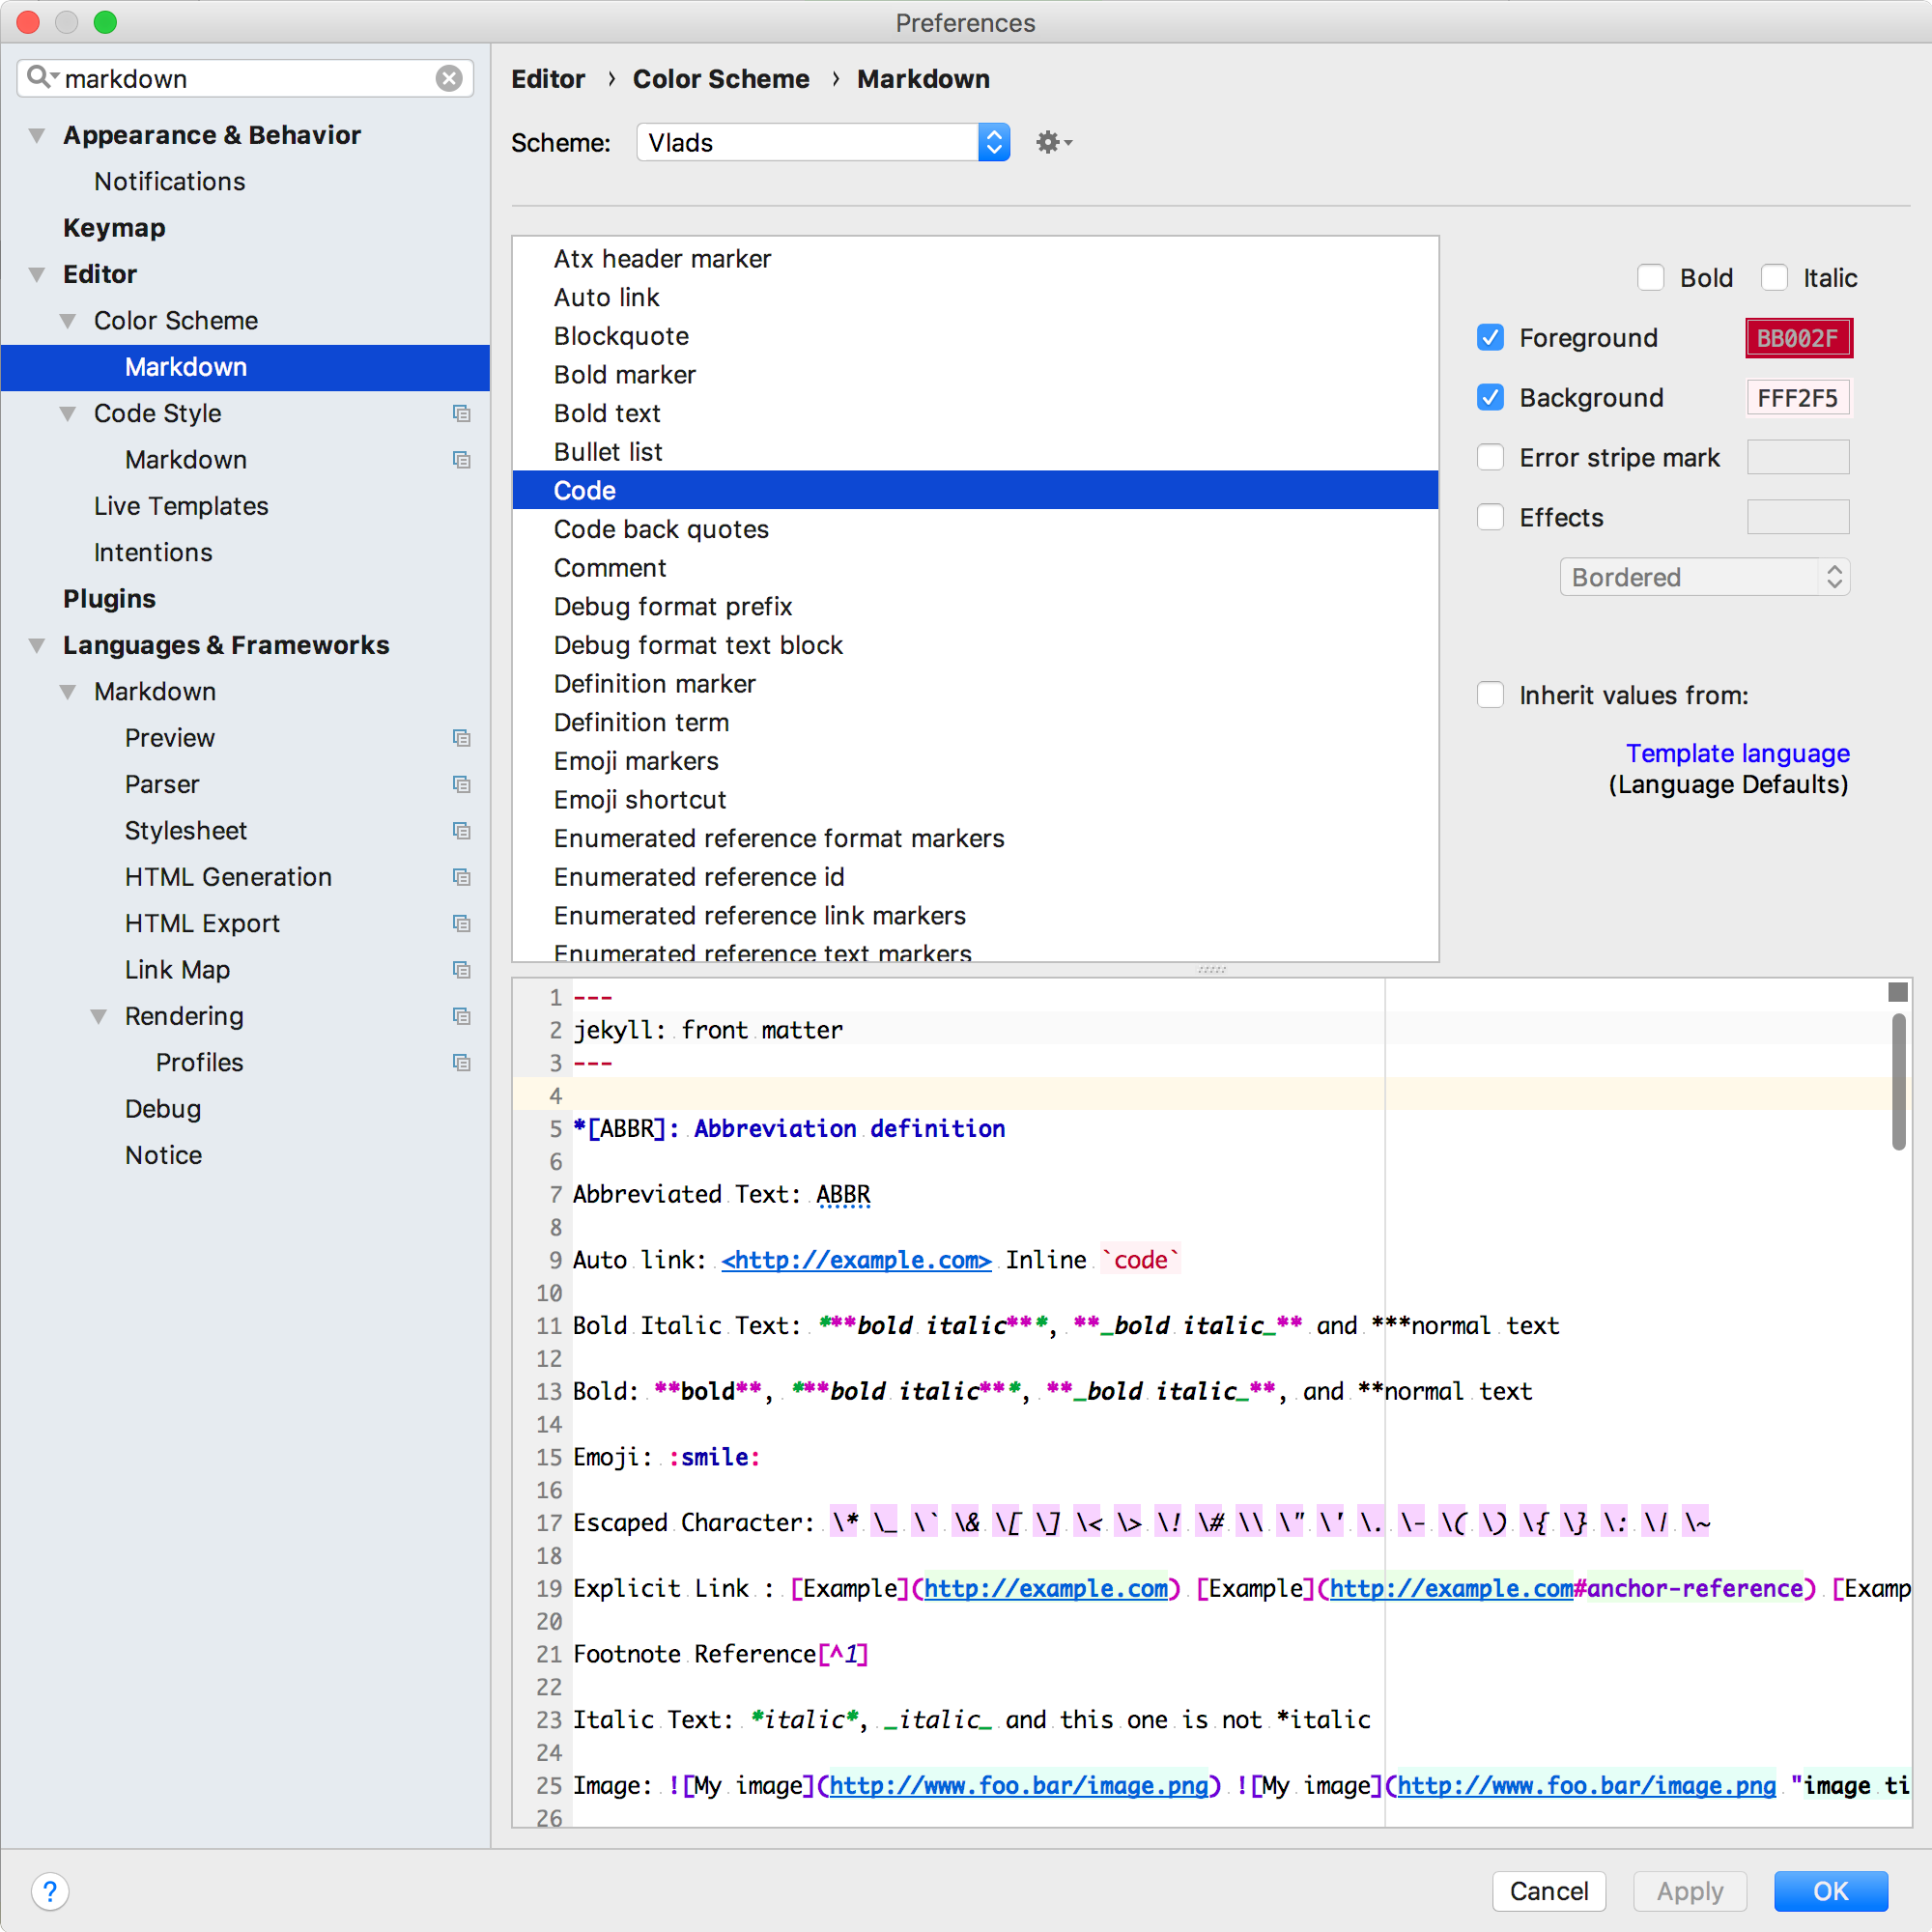 Preferences
markdown
Appearance & Behavior
Notifications
Keymap
Editor
Color Scheme
Markdown
Code Style
Markdown
Live Templates
Intentions
Plugins
Languages & Frameworks
Markdown
Preview
Parser
Stylesheet
HTML Generation
HTML Export
Link Map
Rendering
Profiles
Debug
Notice
Editor › Color Scheme › Markdown
Scheme: Vlads
Atx header marker
Auto link
Blockquote
Bold marker
Bold text
Bullet list
Code
Code back quotes
Comment
Debug format prefix
Debug format text block
Definition marker
Definition term
Emoji markers
Emoji shortcut
Enumerated reference format markers
Enumerated reference id
Enumerated reference link markers
Enumerated reference text markers
Bold Italic
Foreground BB002F
Background FFF2F5
Error stripe mark
Effects
Bordered
Inherit values from:
Template language
(Language Defaults)
1 ---
2 jekyll: front matter
3 ---
4
5 *[ABBR]: Abbreviation definition
6
7 Abbreviated Text: ABBR
8
9 Auto link: <http://example.com> Inline `code`
10
11 Bold Italic Text: ***bold italic***, **_bold italic_** and ***normal text
12
13 Bold: **bold**, ***bold italic***, **_bold italic_**, and **normal text
14
15 Emoji: :smile:
16
17 Escaped Character: \* \_ \` \& \[ \] \< \> \! \# \\ \" \' \. \- \( \) \{ \} \: \| \~
18
19 Explicit Link : [Example](http://example.com) [Example](http://example.com#anchor-reference) [Examp
20
21 Footnote Reference[^1]
22
23 Italic Text: *italic*, _italic_ and this one is not *italic
24
25 Image: ![My image](http://www.foo.bar/image.png) ![My image](http://www.foo.bar/image.png "image ti
26
?
Cancel
Apply
OK